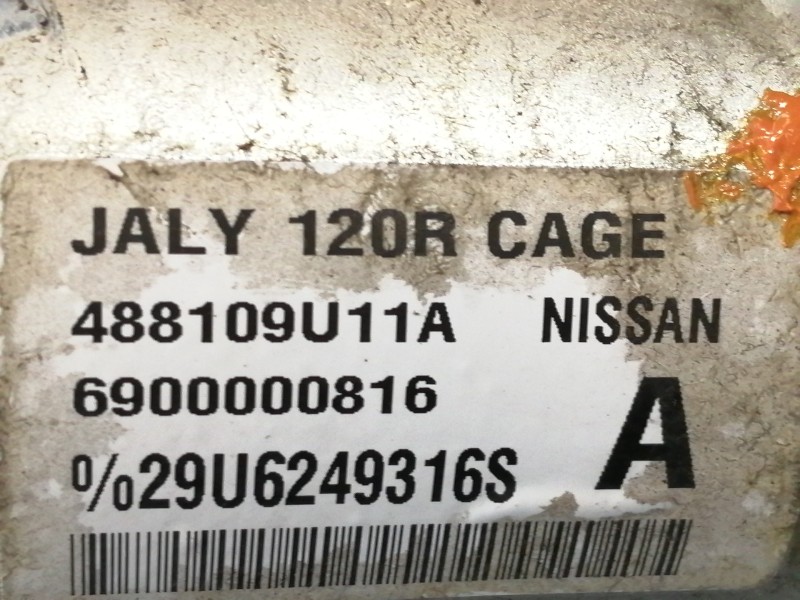 JALY 120R CAGE
488109U11A NISSAN
6900000816
A
%29U6249316S